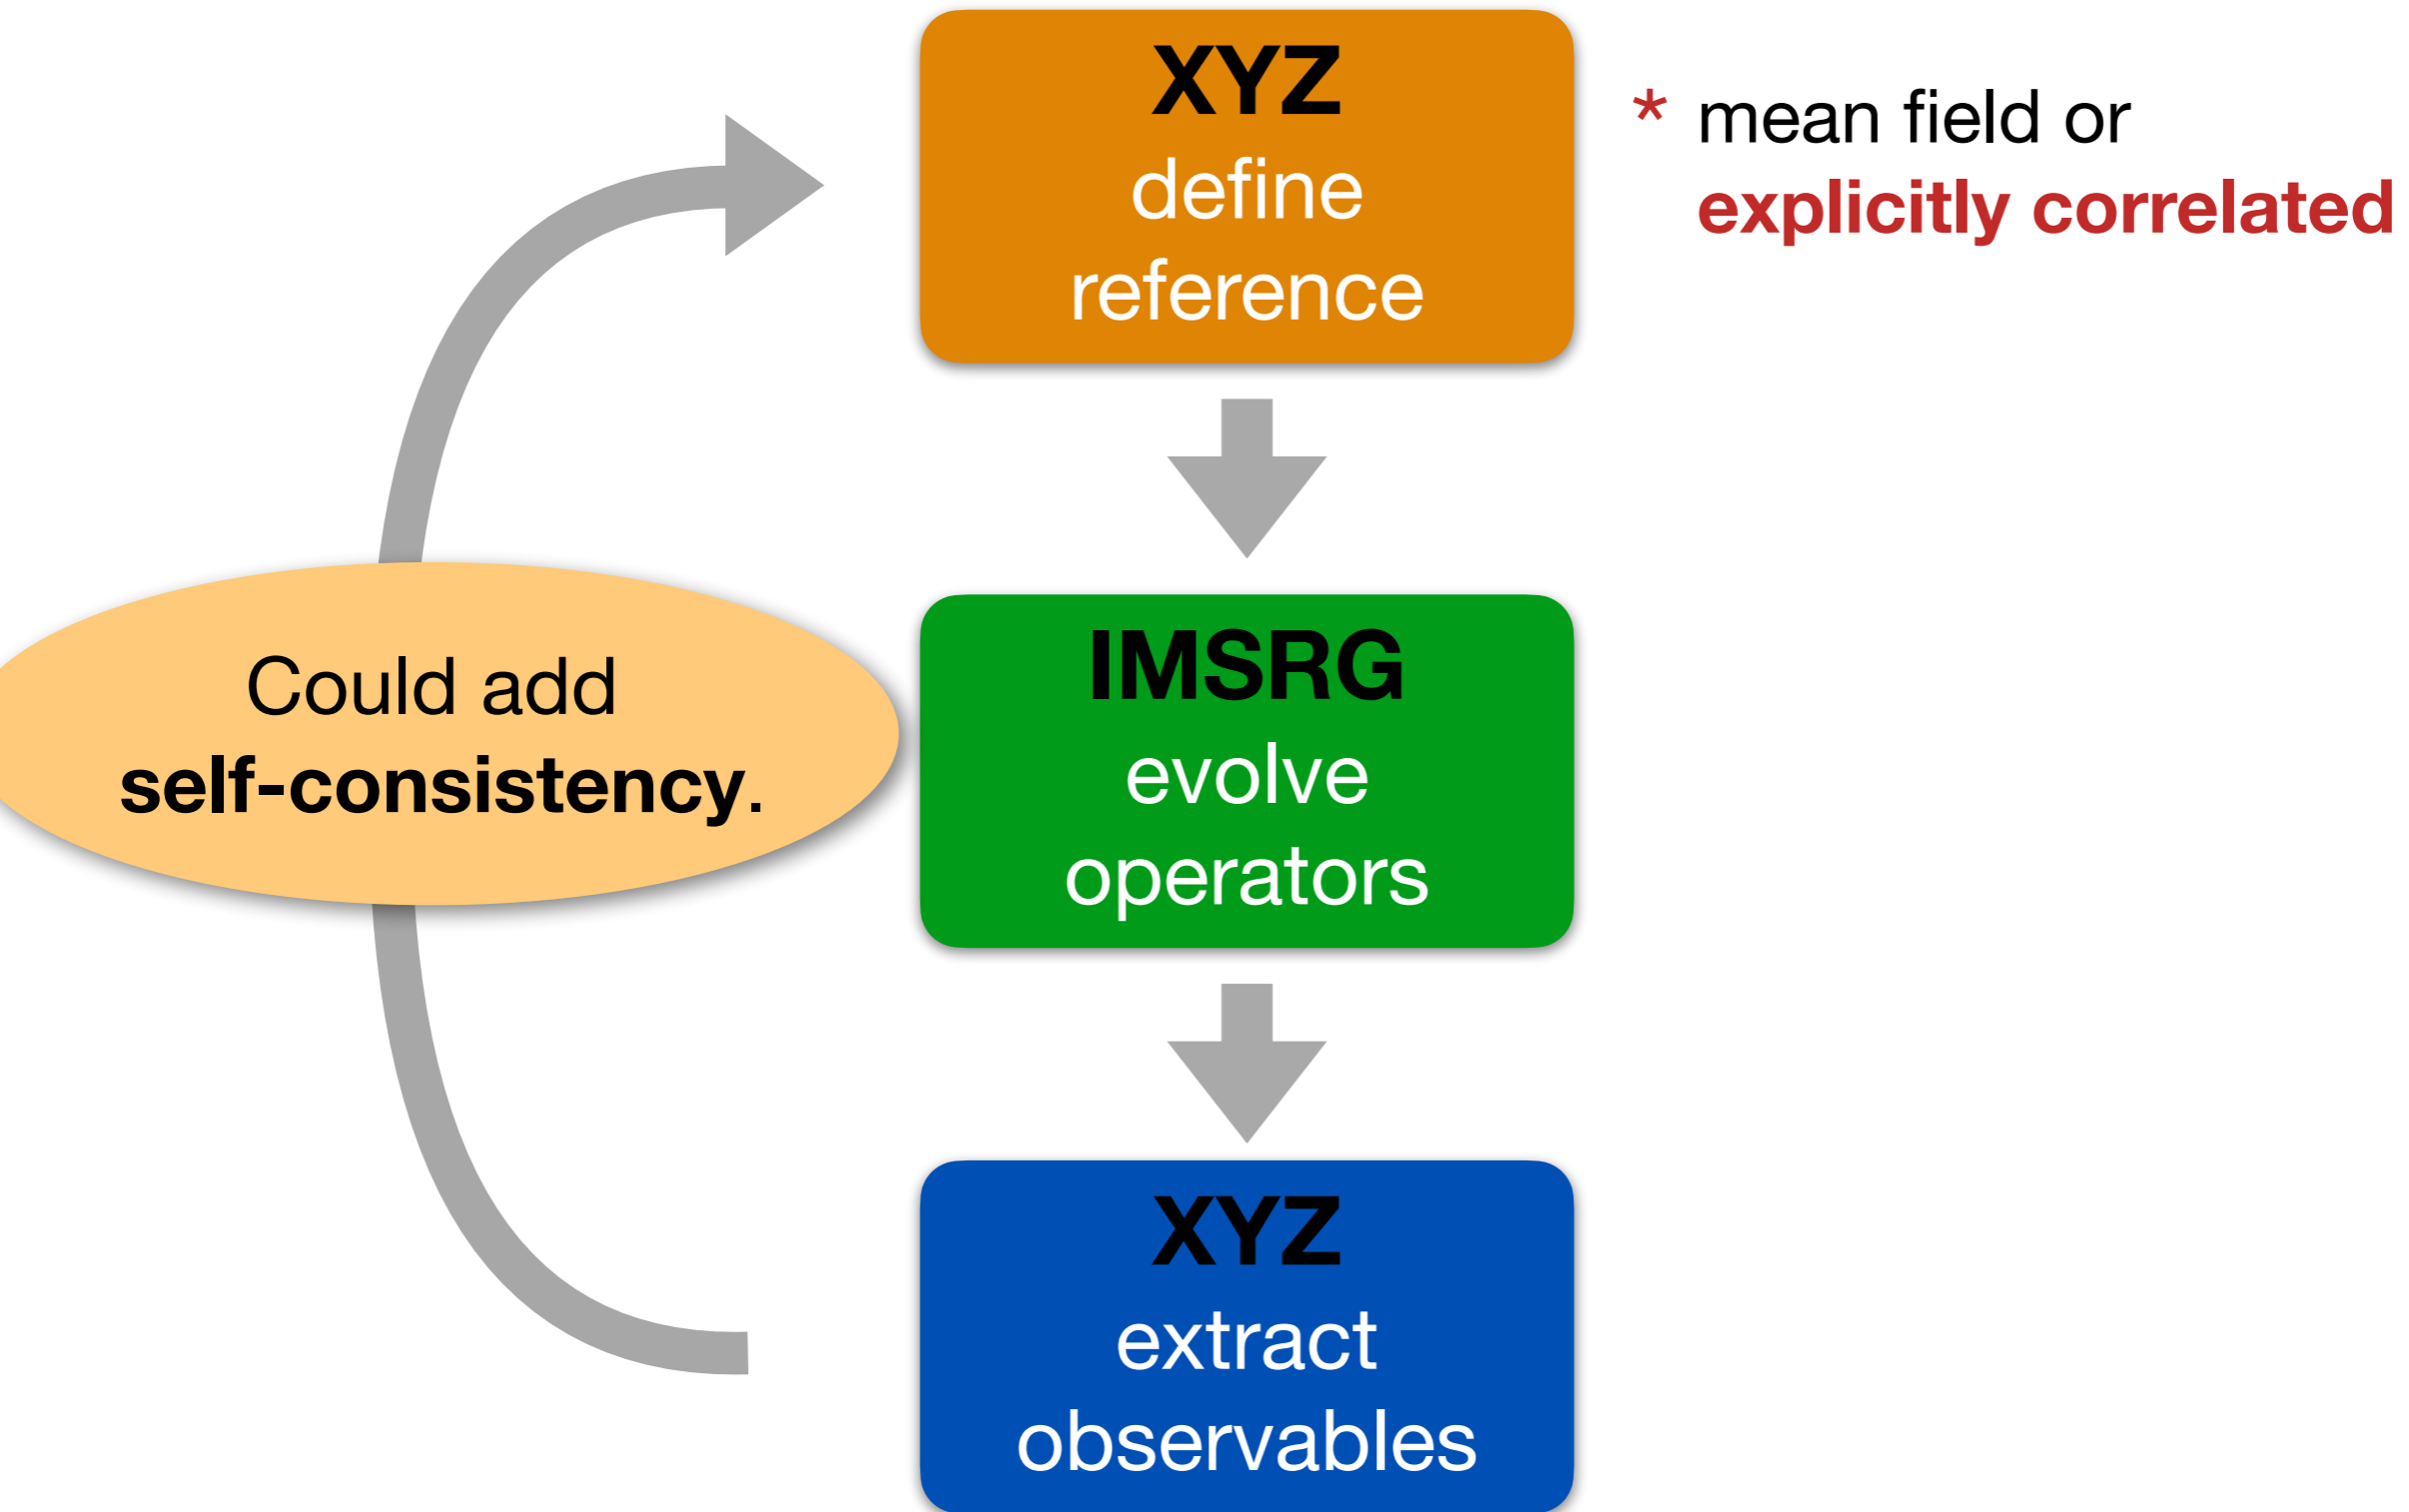 XYZ
define
reference
* mean field or
explicitly correlated
Could add
self-consistency.
IMSRG
evolve
operators
XYZ
extract
observables